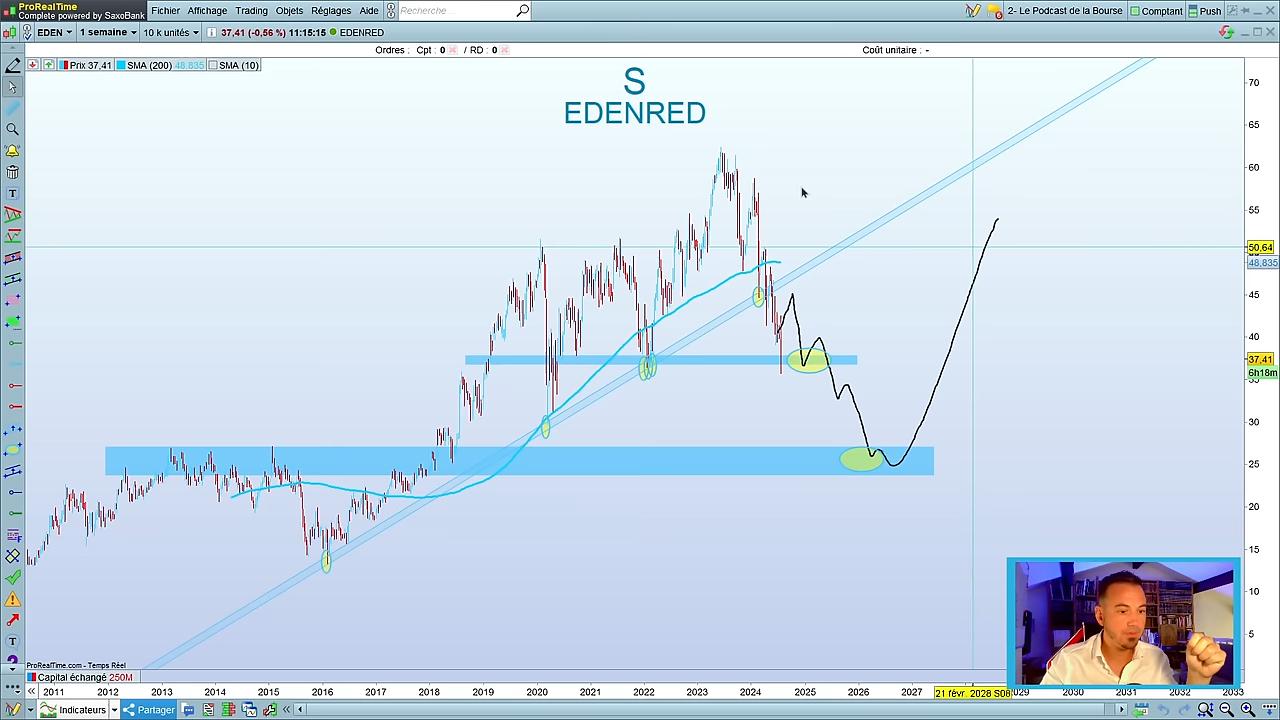 ProRealTime
Complete powered by SaxoBank
Fichier Affichage Trading Objets Réglages Aide Recherche...
2- Le Podcast de la Bourse Comptant Push
EDEN 1 semaine 10 k unités 37,41 (-0,56 %) 11:15:15 EDENRED
Ordres : Cpt : 0 / RD : 0 Coût unitaire : -
Prix 37,41 SMA (200) 48,835 SMA (10)
S
EDENRED
70
65
60
55
50,64
48,835
45
40
37,41
6h18m
30
25
20
15
10
5
ProRealTime.com - Temps Réel
Capital échangé 250M
2011 2012 2013 2014 2015 2016 2017 2018 2019 2020 2021 2022 2023 2024 2025 2026 2027 21 févr. 2028 S08 2029 2030 2031 2032 2033
Indicateurs Partager